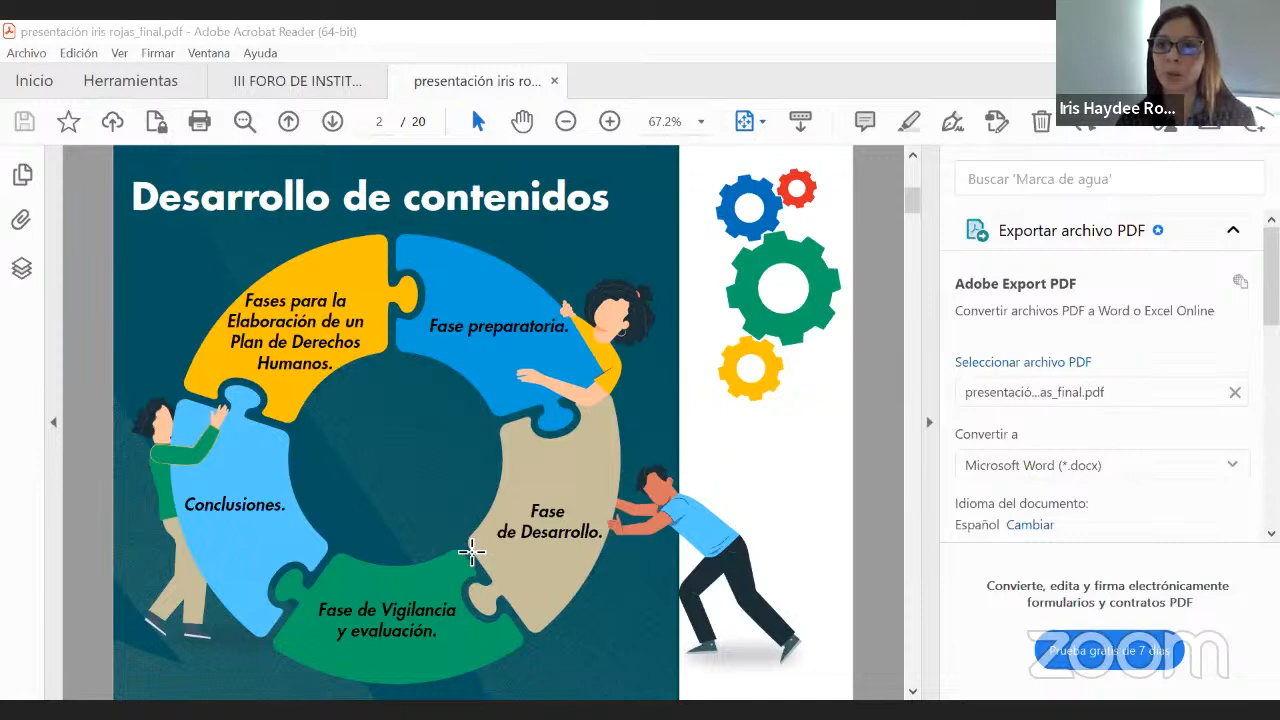 presentación iris rojas_final.pdf - Adobe Acrobat Reader (64-bit)
Archivo Edición Ver Firmar Ventana Ayuda
Inicio Herramientas III FORO DE INSTIT... presentación iris ro... ×
2 / 20 67.2%
Iris Haydee Ro...
Desarrollo de contenidos
Fases para la
Elaboración de un
Plan de Derechos
Humanos.
Fase preparatoria.
Conclusiones.
Fase
de Desarrollo.
Fase de Vigilancia
y evaluación.
Buscar 'Marca de agua'
Exportar archivo PDF
Adobe Export PDF
Convertir archivos PDF a Word o Excel Online
Seleccionar archivo PDF
presentació...as_final.pdf
Convertir a
Microsoft Word (*.docx)
Idioma del documento:
Español Cambiar
Convierte, edita y firma electrónicamente
formularios y contratos PDF
Prueba gratis de 7 días
zoom